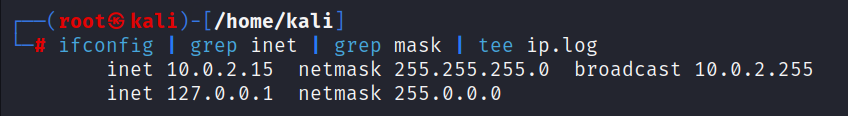 ┌──(root㉿kali)-[/home/kali]
└─# ifconfig | grep inet | grep mask | tee ip.log
        inet 10.0.2.15  netmask 255.255.255.0  broadcast 10.0.2.255
        inet 127.0.0.1  netmask 255.0.0.0